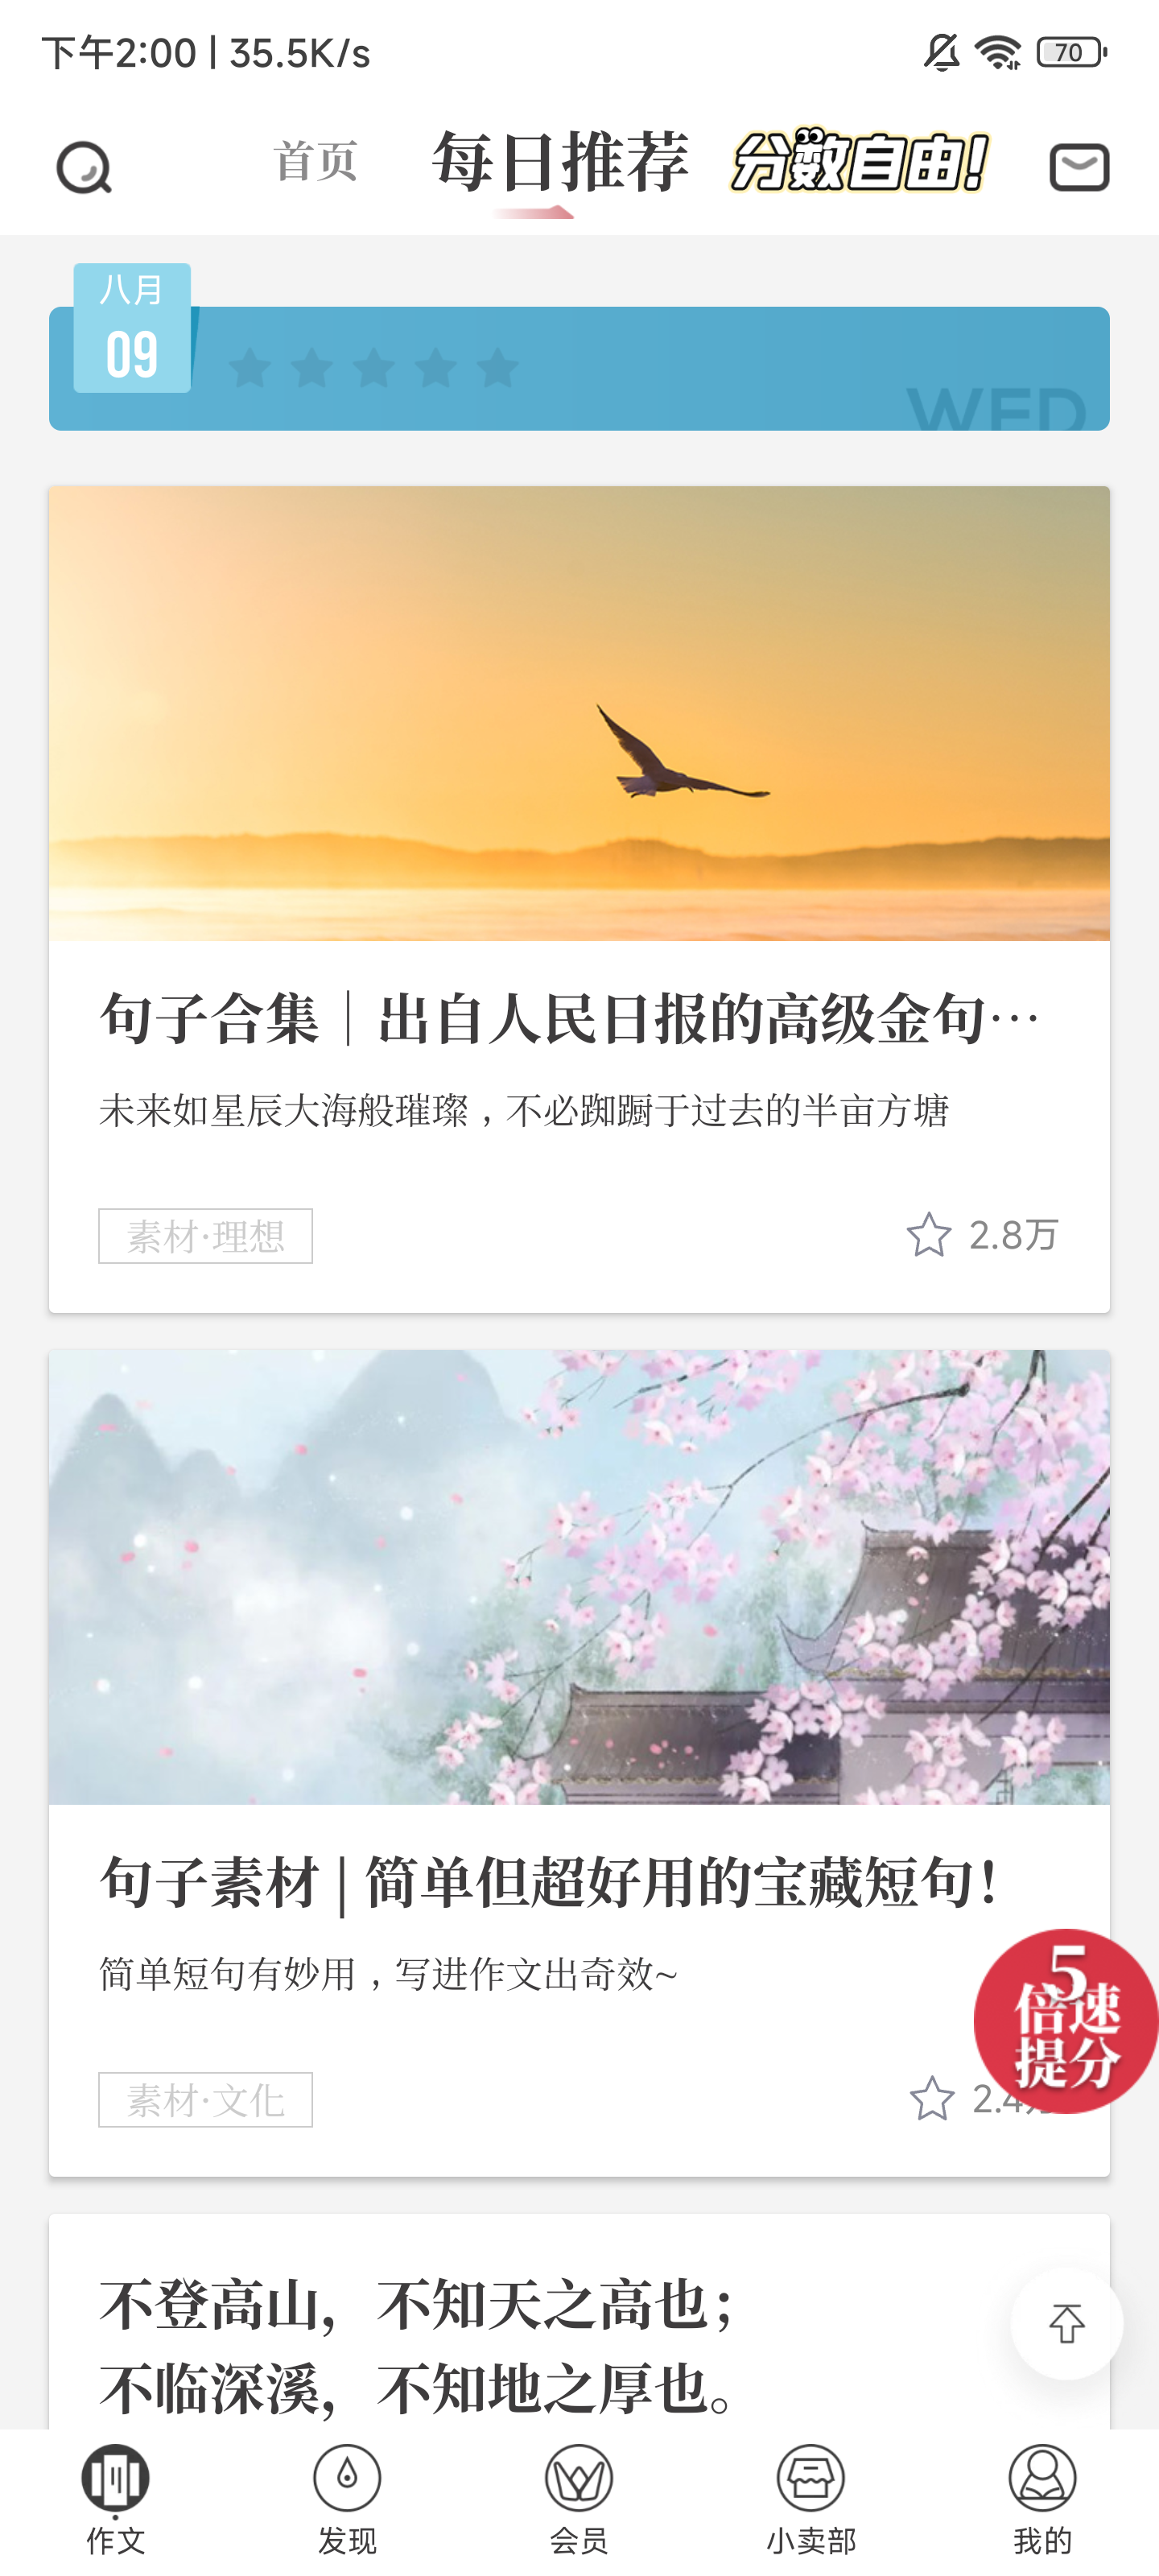 下午2:00 | 35.5K/s
70
首页
每日推荐
分数自由!
八月
09
WED
句子合集｜出自人民日报的高级金句…
未来如星辰大海般璀璨，不必踟蹰于过去的半亩方塘
素材·理想
2.8万
句子素材 | 简单但超好用的宝藏短句！
简单短句有妙用，写进作文出奇效~
5
倍速
提分
素材·文化
2.4万
不登高山，不知天之高也；
不临深溪，不知地之厚也。
作文
发现
会员
小卖部
我的